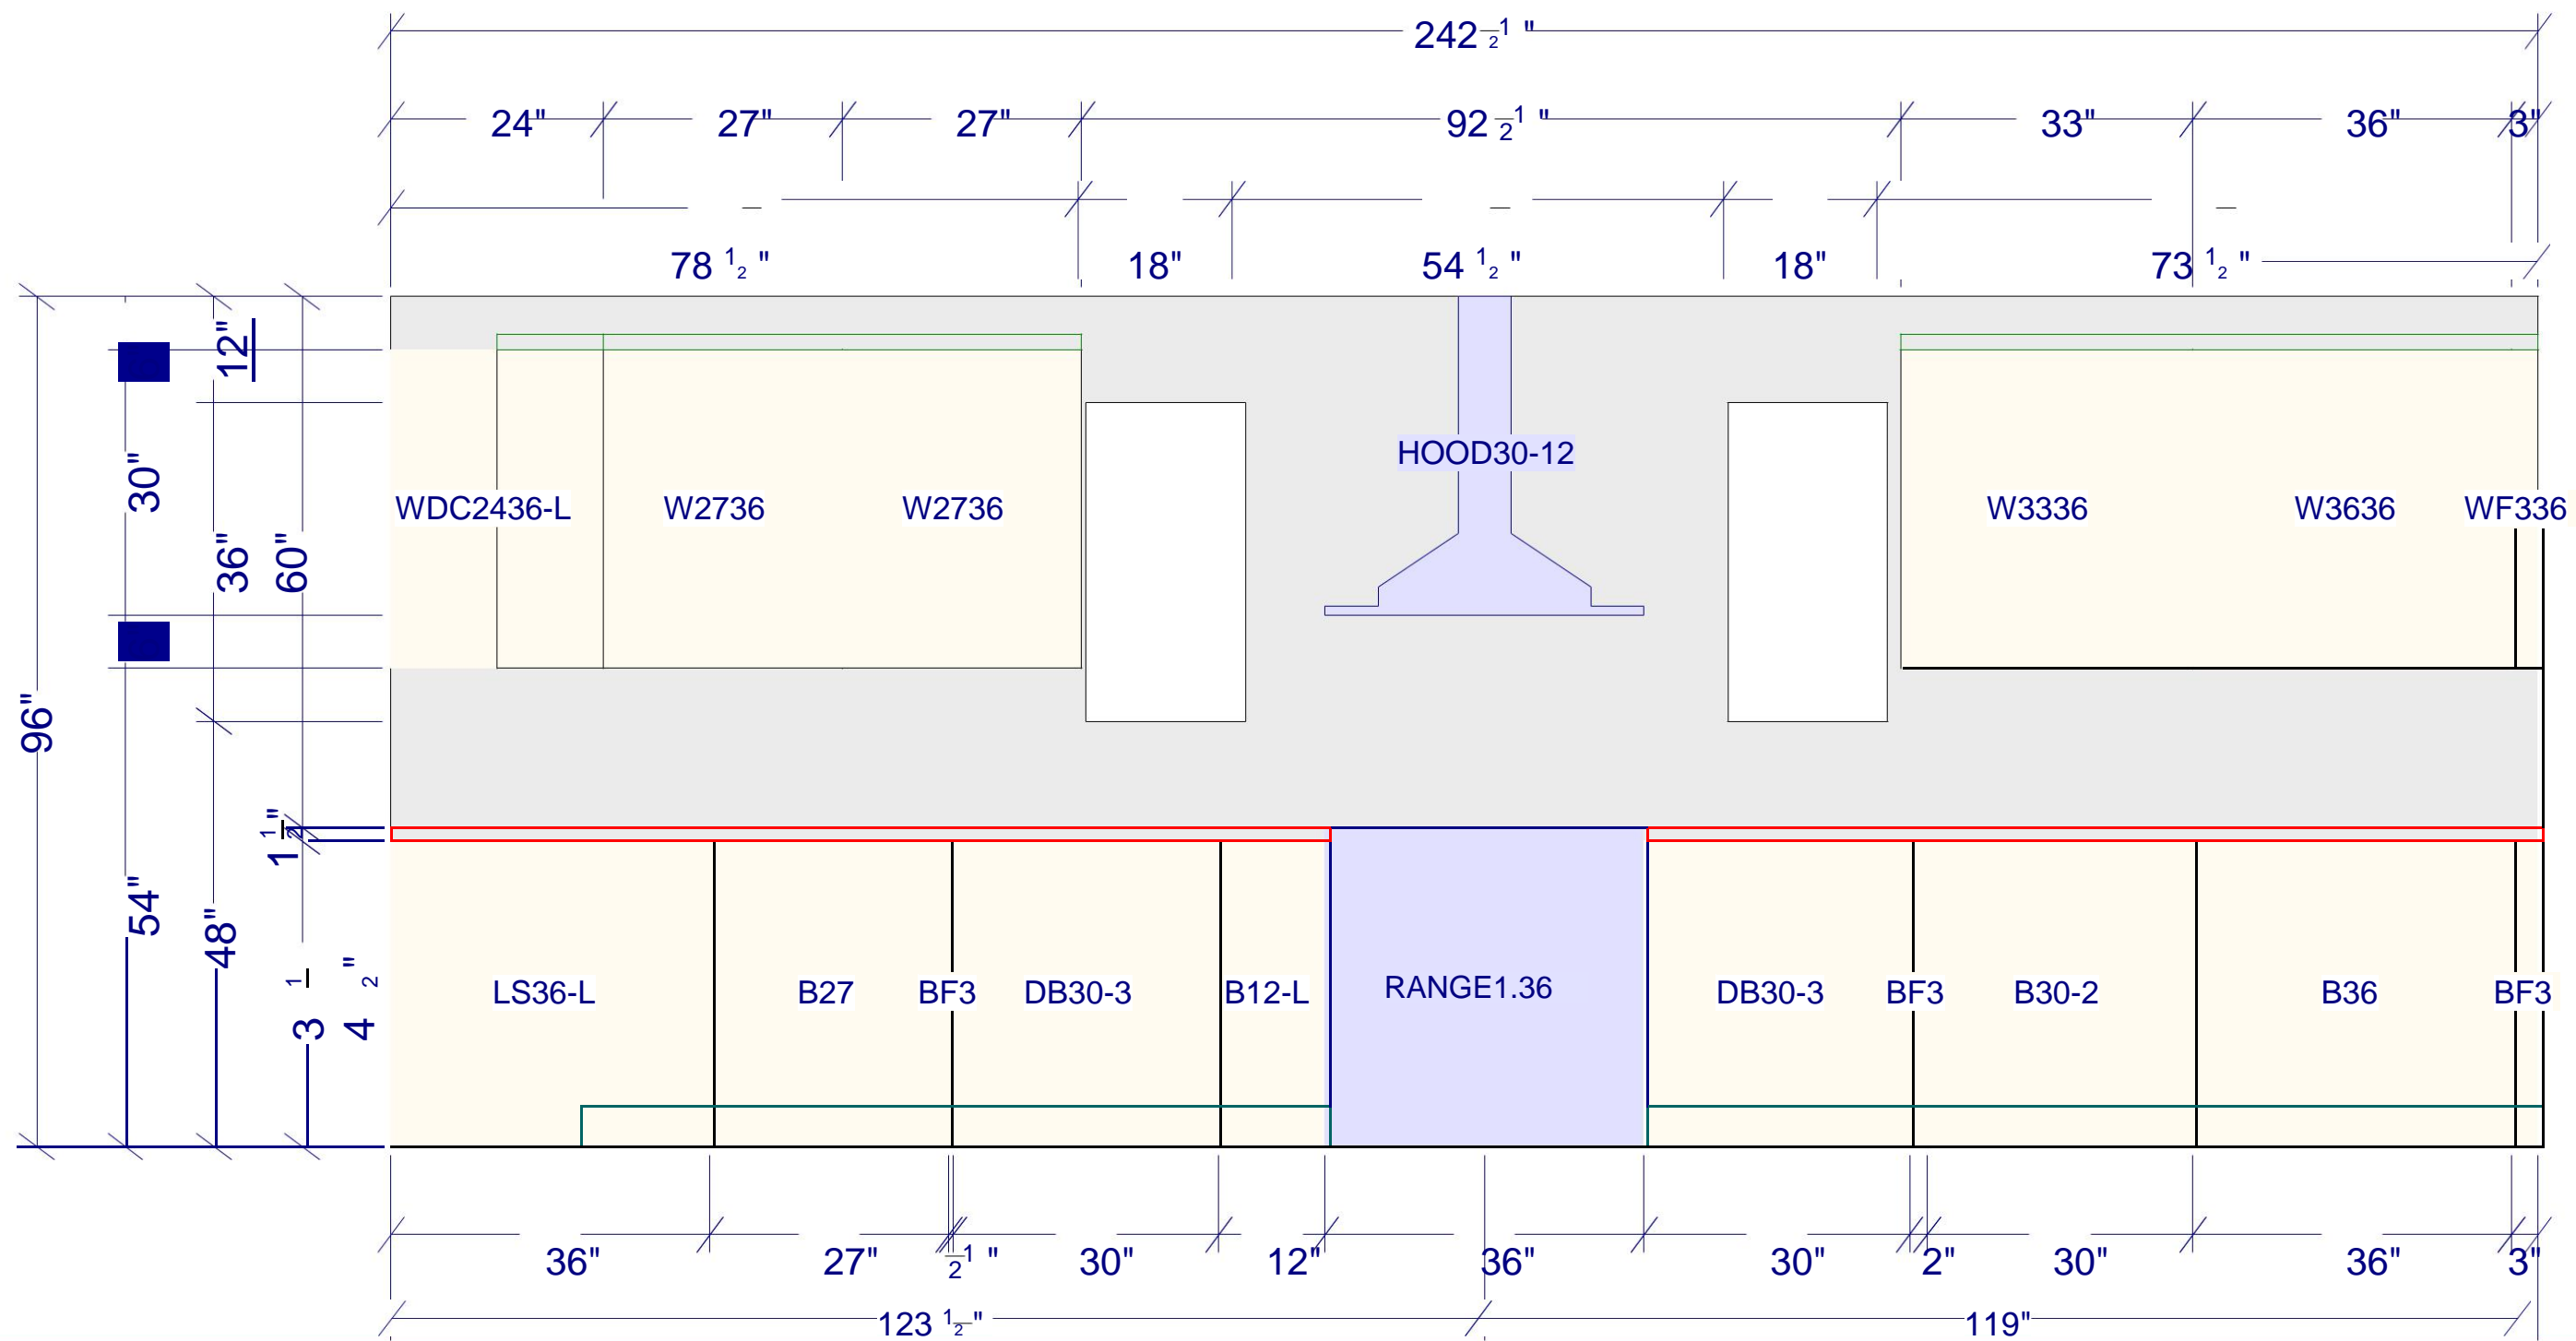 242 1/2 "
24" 27" 27" 92 1/2 " 33" 36" 3"
78 1/2 " 18" 54 1/2 " 18" 73 1/2 "
12"
30"
36"
60"
96"
1 1/2"
54"
48"
3 4 1/2 "
HOOD30-12
WDC2436-L W2736 W2736 W3336 W3636 WF336
LS36-L B27 BF3 DB30-3 B12-L RANGE1.36 DB30-3 BF3 B30-2 B36 BF3
36" 27" 1/2 " 30" 12" 36" 30" 2" 30" 36" 3"
123 1/2" 119"